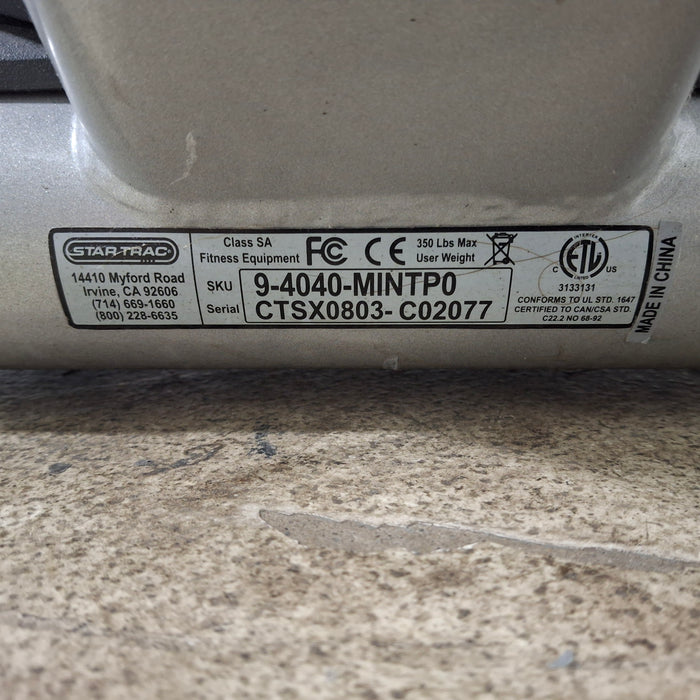 STAR TRAC
14410 Myford Road
Irvine, CA 92606
(714) 669-1660
(800) 228-6635
Class SA
Fitness Equipment
FC CE
350 Lbs Max
User Weight
SKU 9-4040-MINTP0
Serial CTSX0803- C02077
INTERTEK
C ETL US
LISTED
3133131
CONFORMS TO UL STD. 1647
CERTIFIED TO CAN/CSA STD.
C22.2 NO 68-92
MADE IN CHINA